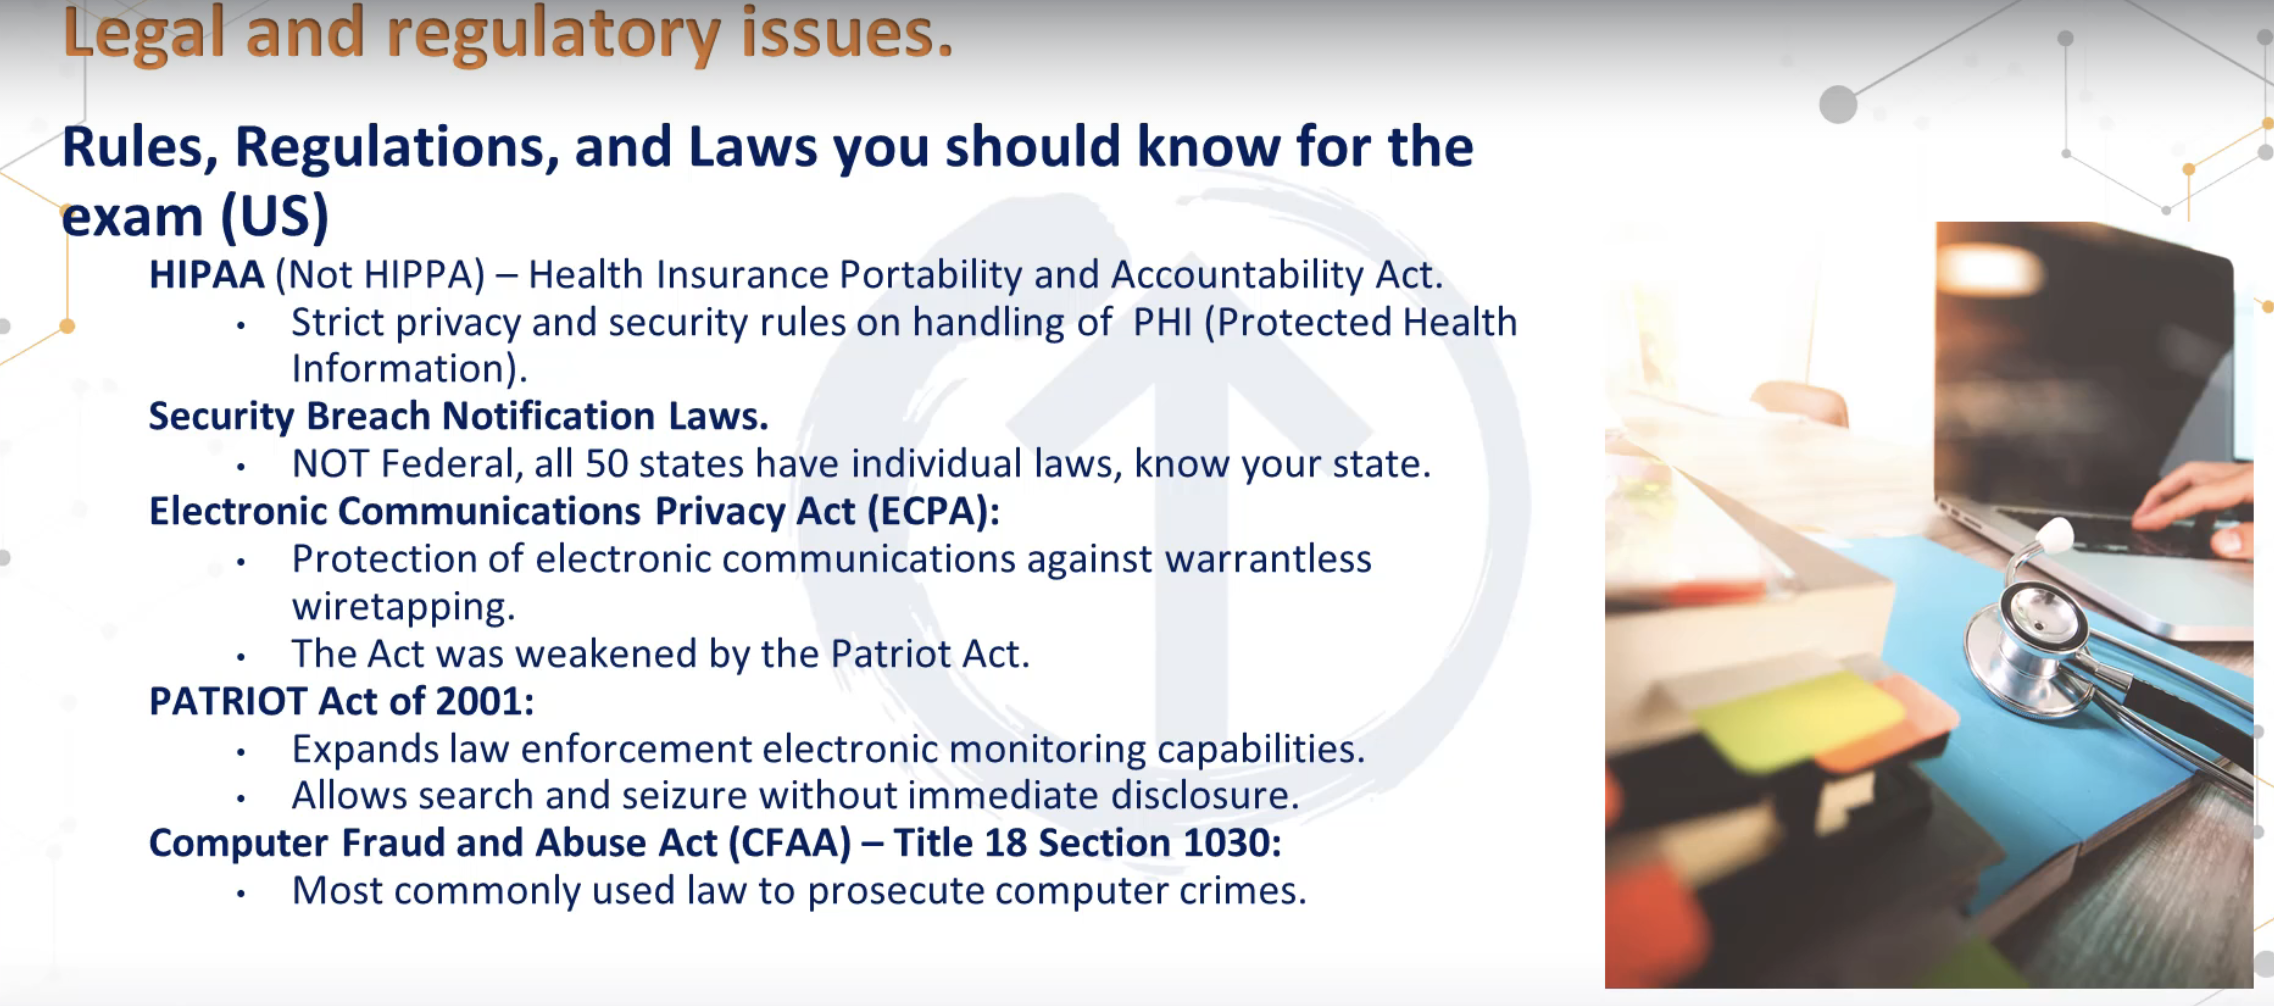 Legal and regulatory issues.
Rules, Regulations, and Laws you should know for the
exam (US)
HIPAA (Not HIPPA) – Health Insurance Portability and Accountability Act.
• Strict privacy and security rules on handling of PHI (Protected Health
Information).
Security Breach Notification Laws.
• NOT Federal, all 50 states have individual laws, know your state.
Electronic Communications Privacy Act (ECPA):
• Protection of electronic communications against warrantless
wiretapping.
• The Act was weakened by the Patriot Act.
PATRIOT Act of 2001:
• Expands law enforcement electronic monitoring capabilities.
• Allows search and seizure without immediate disclosure.
Computer Fraud and Abuse Act (CFAA) – Title 18 Section 1030:
• Most commonly used law to prosecute computer crimes.